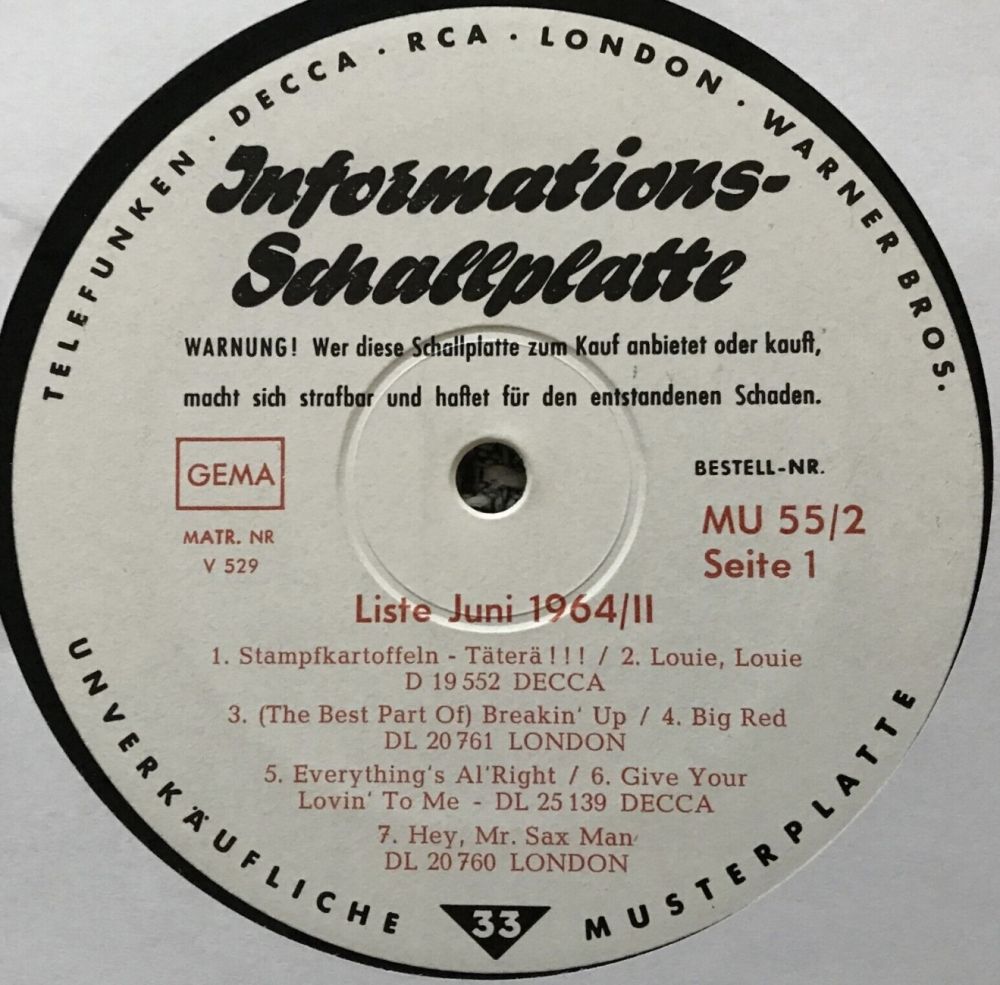 TELEFUNKEN · DECCA · RCA · LONDON · WARNER BROS.
Informations-
Schallplatte
WARNUNG! Wer diese Schallplatte zum Kauf anbietet oder kauft,
macht sich strafbar und haftet für den entstandenen Schaden.
GEMA
MATR. NR
V 529
BESTELL-NR.
MU 55/2
Seite 1
Liste Juni 1964/II
1. Stampfkartoffeln - Täterä!!! / 2. Louie, Louie
D 19 552 DECCA
3. (The Best Part Of) Breakin' Up / 4. Big Red
DL 20 761 LONDON
5. Everything's Al'Right / 6. Give Your
Lovin' To Me - DL 25 139 DECCA
7. Hey, Mr. Sax Man
DL 20 760 LONDON
UNVERKÄUFLICHE MUSTERPLATTE
33